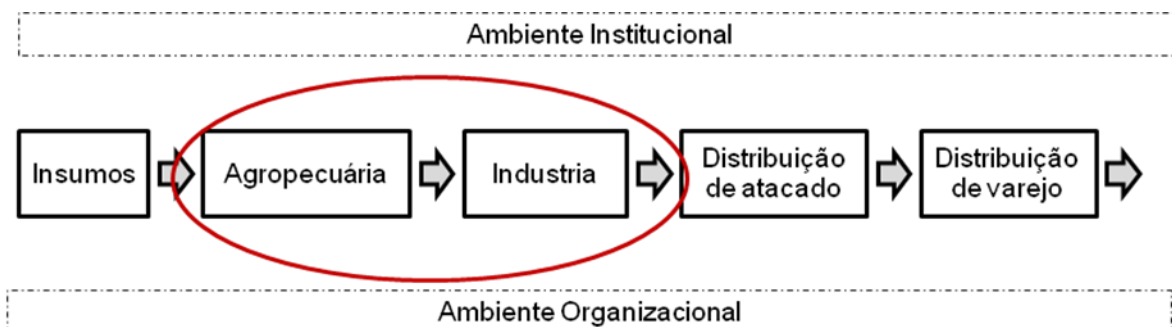 Ambiente Institucional
Insumos
Agropecuária
Industria
Distribuição
de atacado
Distribuição
de varejo
Ambiente Organizacional